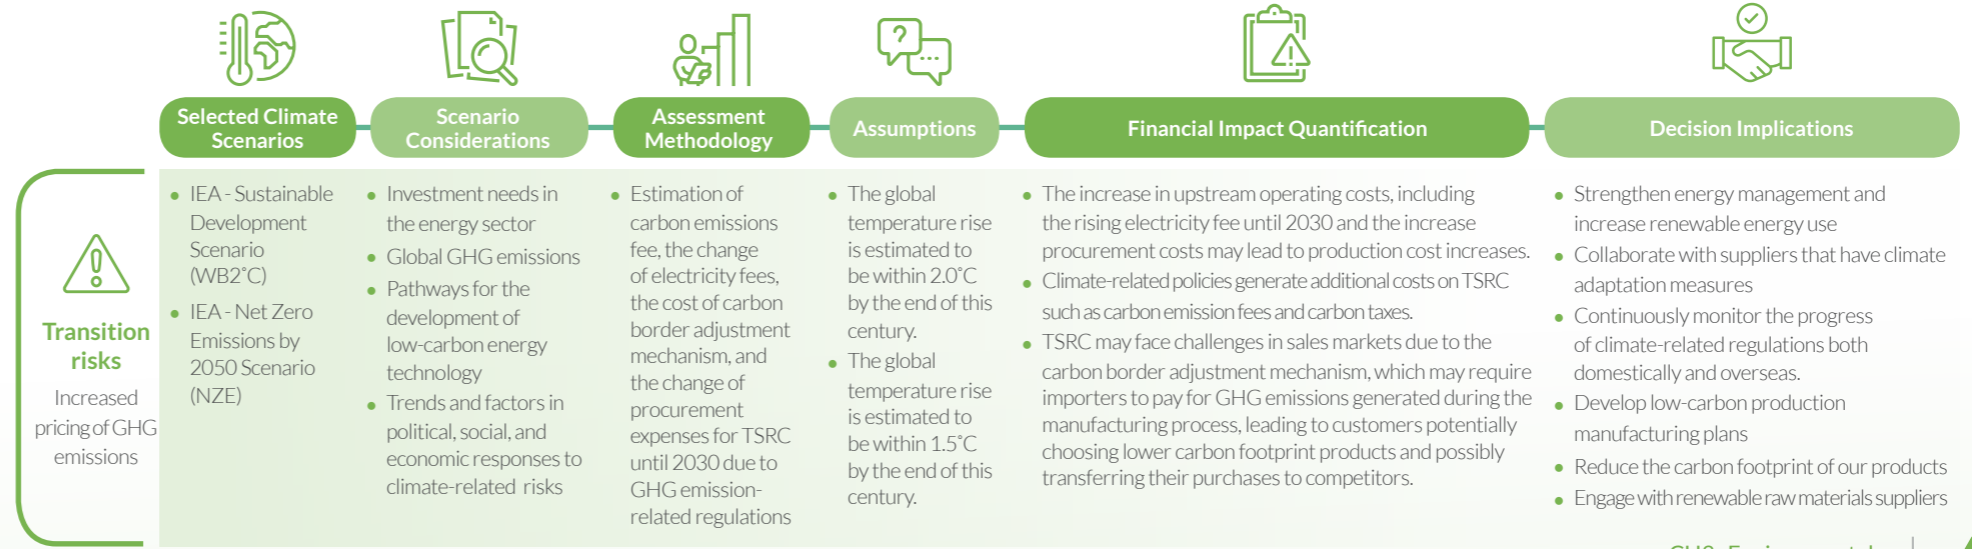 Selected Climate
Scenarios
Scenario
Considerations
Assessment
Methodology
Assumptions
Financial Impact Quantification
Decision Implications
Transition
risks
Increased
pricing of GHG
emissions
• IEA - Sustainable
Development
Scenario
(WB2˚C)
• IEA - Net Zero
Emissions by
2050 Scenario
(NZE)
• Investment needs in
the energy sector
• Global GHG emissions
• Pathways for the
development of
low-carbon energy
technology
• Trends and factors in
political, social, and
economic responses to
climate-related risks
• Estimation of
carbon emissions
fee, the change
of electricity fees,
the cost of carbon
border adjustment
mechanism, and
the change of
procurement
expenses for TSRC
until 2030 due to
GHG emission-
related regulations
• The global
temperature rise
is estimated to
be within 2.0˚C
by the end of this
century.
• The global
temperature rise
is estimated to
be within 1.5˚C
by the end of this
century.
• The increase in upstream operating costs, including
the rising electricity fee until 2030 and the increase
procurement costs may lead to production cost increases.
• Climate-related policies generate additional costs on TSRC
such as carbon emission fees and carbon taxes.
• TSRC may face challenges in sales markets due to the
carbon border adjustment mechanism, which may require
importers to pay for GHG emissions generated during the
manufacturing process, leading to customers potentially
choosing lower carbon footprint products and possibly
transferring their purchases to competitors.
• Strengthen energy management and
increase renewable energy use
• Collaborate with suppliers that have climate
adaptation measures
• Continuously monitor the progress
of climate-related regulations both
domestically and overseas.
• Develop low-carbon production
manufacturing plans
• Reduce the carbon footprint of our products
• Engage with renewable raw materials suppliers